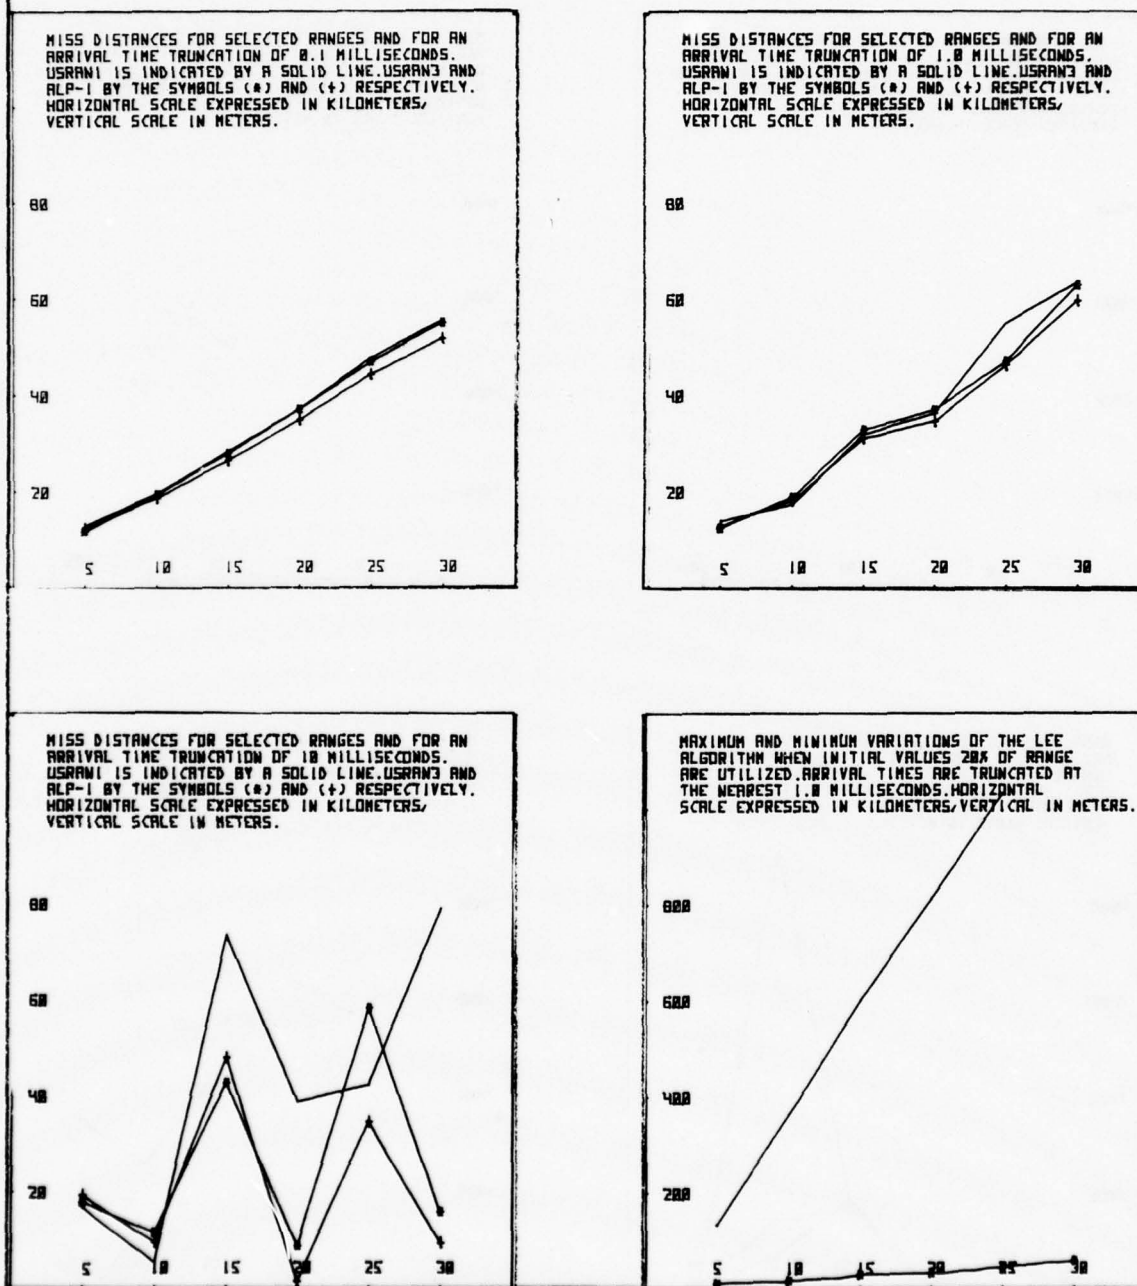 MISS DISTANCES FOR SELECTED RANGES AND FOR AN
ARRIVAL TIME TRUNCATION OF 0.1 MILLISECONDS.
USRAN1 IS INDICATED BY A SOLID LINE.USRAN3 AND
ALP-1 BY THE SYMBOLS (*) AND (+) RESPECTIVELY.
HORIZONTAL SCALE EXPRESSED IN KILOMETERS/
VERTICAL SCALE IN METERS.
80
60
40
20
5 10 15 20 25 30
MISS DISTANCES FOR SELECTED RANGES AND FOR AN
ARRIVAL TIME TRUNCATION OF 1.0 MILLISECONDS.
USRAN1 IS INDICATED BY A SOLID LINE.USRAN3 AND
ALP-1 BY THE SYMBOLS (*) AND (+) RESPECTIVELY.
HORIZONTAL SCALE EXPRESSED IN KILOMETERS/
VERTICAL SCALE IN METERS.
80
60
40
20
5 10 15 20 25 30
MISS DISTANCES FOR SELECTED RANGES AND FOR AN
ARRIVAL TIME TRUNCATION OF 10 MILLISECONDS.
USRAN1 IS INDICATED BY A SOLID LINE.USRAN3 AND
ALP-1 BY THE SYMBOLS (*) AND (+) RESPECTIVELY.
HORIZONTAL SCALE EXPRESSED IN KILOMETERS/
VERTICAL SCALE IN METERS.
80
60
40
20
5 10 15 20 25 30
MAXIMUM AND MINIMUM VARIATIONS OF THE LEE
ALGORITHM WHEN INITIAL VALUES 20% OF RANGE
ARE UTILIZED.ARRIVAL TIMES ARE TRUNCATED AT
THE NEAREST 1.0 MILLISECONDS.HORIZONTAL
SCALE EXPRESSED IN KILOMETERS/VERTICAL IN METERS.
800
600
400
200
5 10 15 20 25 30